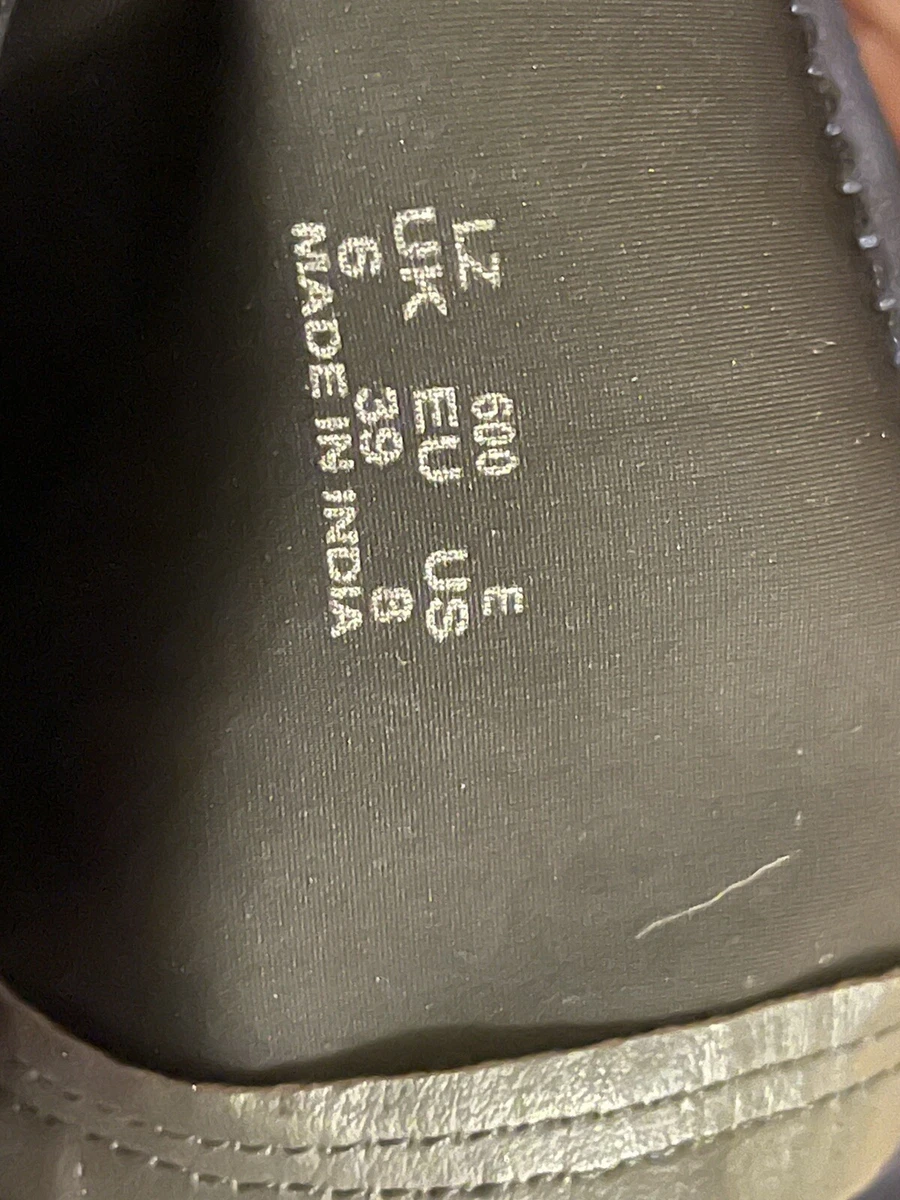 LZ 600 E
UK EU US
6 39 8
MADE IN INDIA